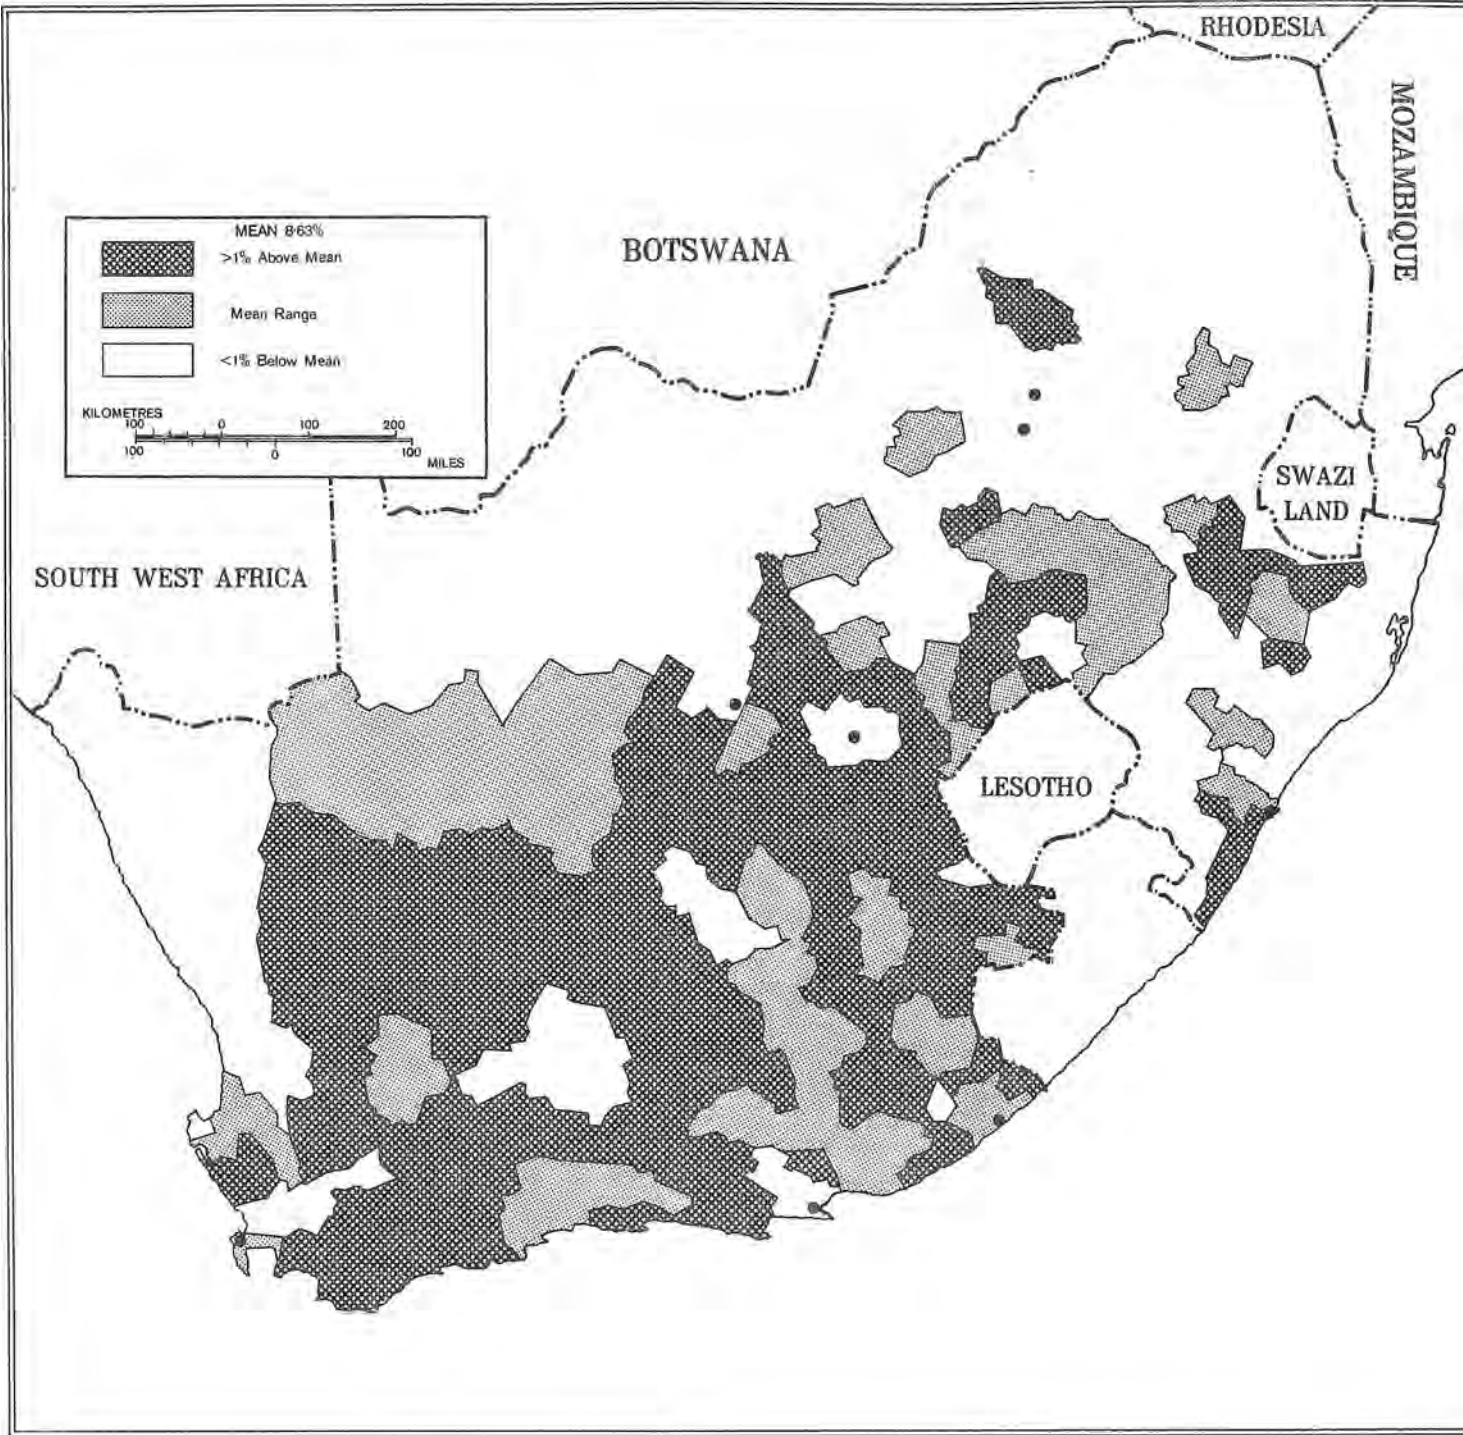 RHODESIA
MOZAMBIQUE
BOTSWANA
MEAN 8·63%
>1% Above Mean
Mean Range
<1% Below Mean
KILOMETRES
100 0 100 200
100 0 100
MILES
SWAZI
LAND
SOUTH WEST AFRICA
LESOTHO